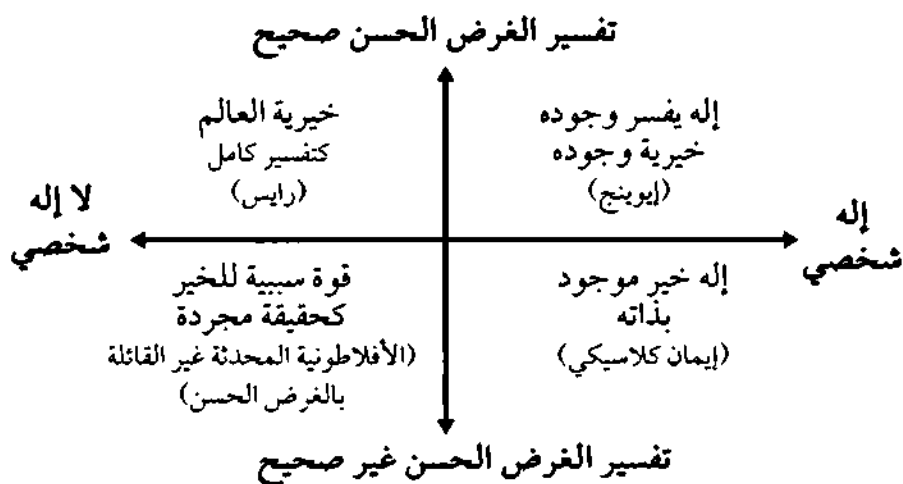 تفسير الغرض الحسن صحيح
إله يفسر وجوده
خيرية وجوده
(إيوينج)
خيرية العالم
كتفسير كامل
(رايس)
إله
شخصي
لا إله
شخصي
إله خير موجود
بذاته
(إيمان كلاسيكي)
قوة سببية للخير
كحقيقة مجردة
(الأفلاطونية المحدثة غير القائلة
بالغرض الحسن)
تفسير الغرض الحسن غير صحيح